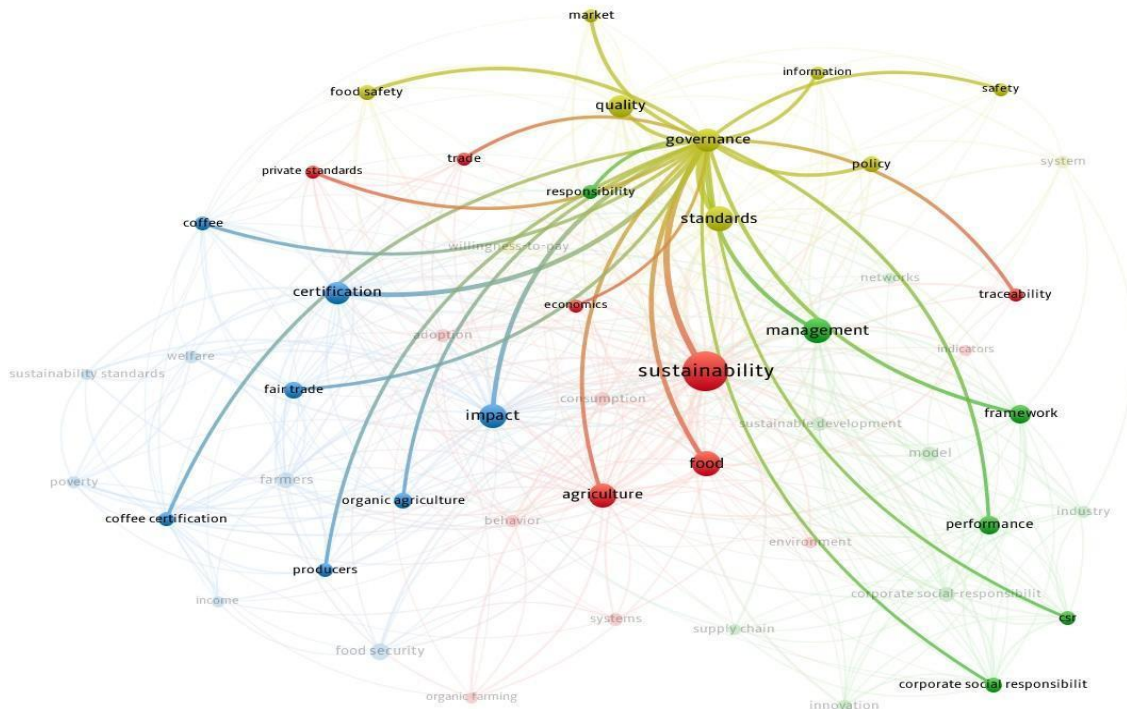 market
information
food safety
safety
quality
governance
trade
policy
system
private standards
responsibility
coffee
standards
willingness-to-pay
networks
certification
traceability
economics
management
adoption
indicators
welfare
sustainability standards
sustainability
fair trade
consumption
impact
framework
sustainable development
model
food
farmers
poverty
agriculture
organic agriculture
industry
coffee certification
behavior
performance
environment
producers
corporate social-responsibilit
income
systems
csr
supply chain
food security
corporate social responsibilit
organic farming
innovation